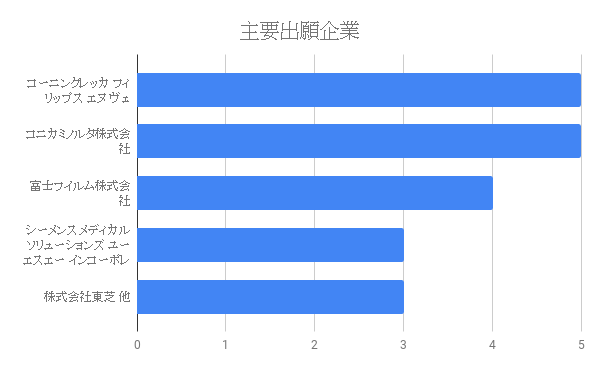 主要出願企業
コーニンクレッカ フィ
リップス エヌ ヴェ
コニカミノルタ株式会
社
富士フイルム株式会
社
シーメンス メディカル
ソリューションズ ユー
エスエー インコーポレ
株式会社東芝 他
0 1 2 3 4 5